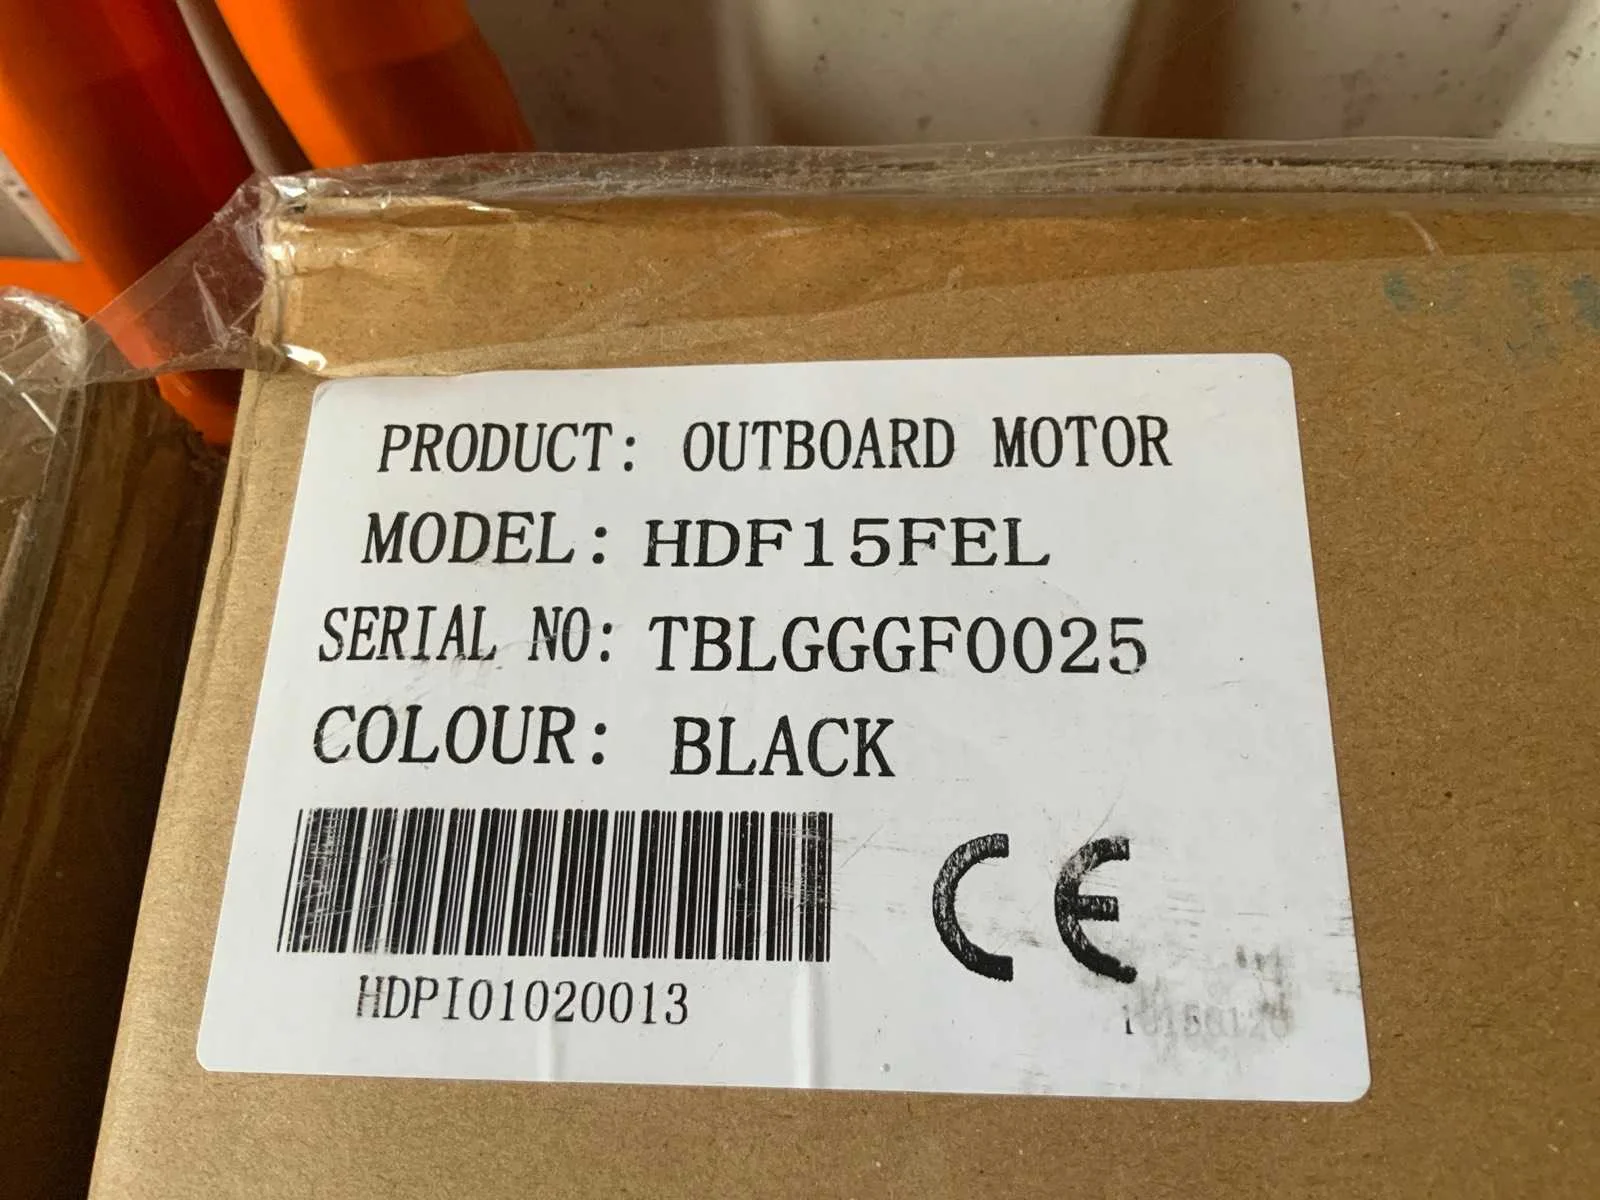 PRODUCT: OUTBOARD MOTOR
MODEL: HDF15FEL
SERIAL NO: TBLGGGF0025
COLOUR: BLACK
HDPI01020013
CE